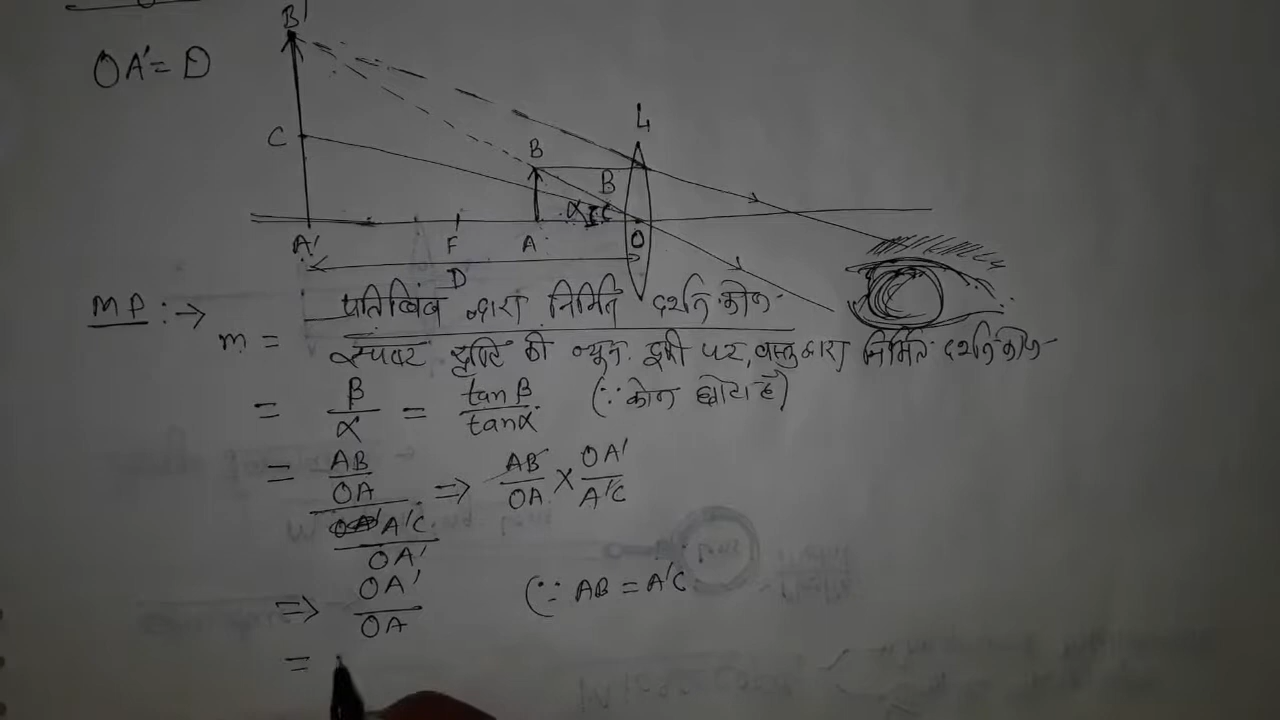 B'
OA' = D
L
C
B
B
α
A' F A O
D
MP :→ प्रतिबिंब द्वारा निर्मित दर्शन कोण
m =
स्पष्ट दृष्टि की न्यून. दूरी पर, वस्तु द्वारा निर्मित दर्शन कोण
= β/α = tanβ/tanα (∵ कोण छोटा है)
= AB/OA / A'C/OA' ⇒ AB/OA × OA'/A'C
⇒ OA'/OA (∵ AB = A'C
=